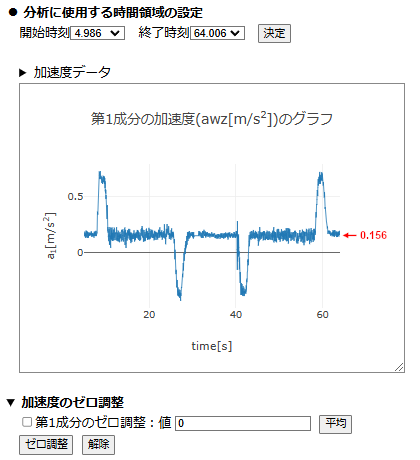 ● 分析に使用する時間領域の設定
開始時刻 4.986 終了時刻 64.006 決定
▶ 加速度データ
第1成分の加速度(awz[m/s²])のグラフ
0.5
0
a₁[m/s²]
0.156
20 40 60
time[s]
▼ 加速度のゼロ調整
第1成分のゼロ調整：値 0 平均
ゼロ調整 解除